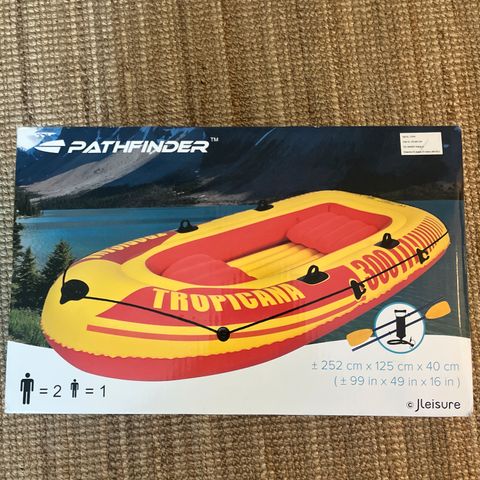 PATHFINDER™
TROPICANA
300
± 252 cm x 125 cm x 40 cm
( ± 99 in x 49 in x 16 in )
= 2 = 1
© Jleisure